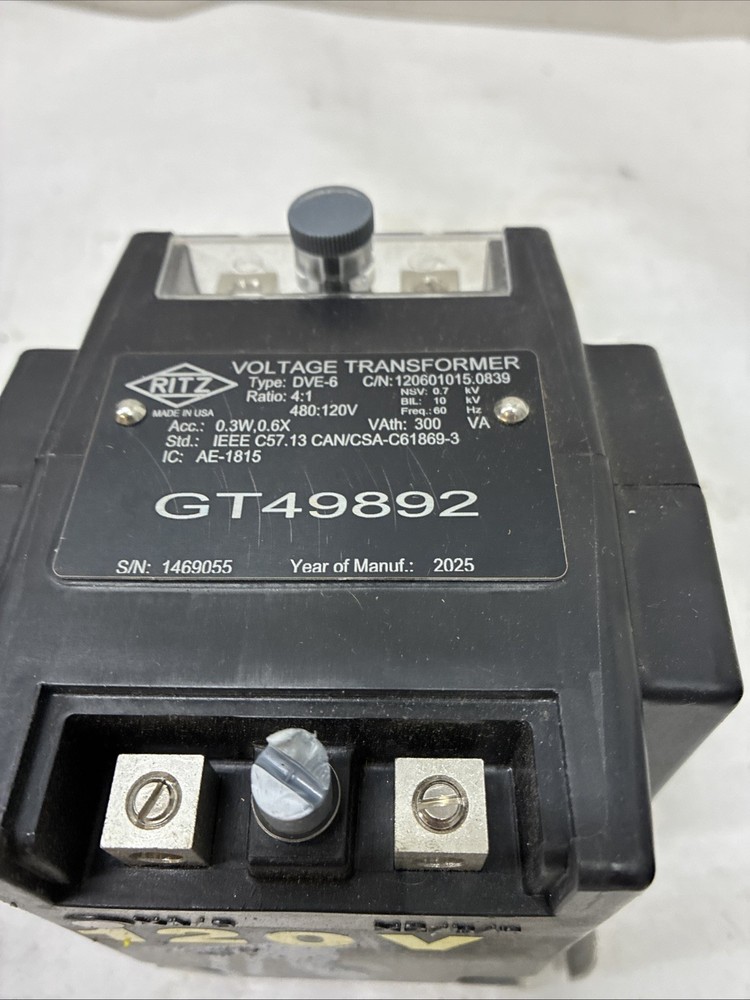 RITZ
MADE IN USA
VOLTAGE TRANSFORMER
Type: DVE-6 C/N:120601015.0839
Ratio: 4:1 NSV: 0.7 kV
BIL: 10 kV
480:120V Freq.: 60 Hz
Acc.: 0.3W,0.6X VAth: 300 VA
Std.: IEEE C57.13 CAN/CSA-C61869-3
IC: AE-1815
GT49892
S/N: 1469055 Year of Manuf.: 2025
120V